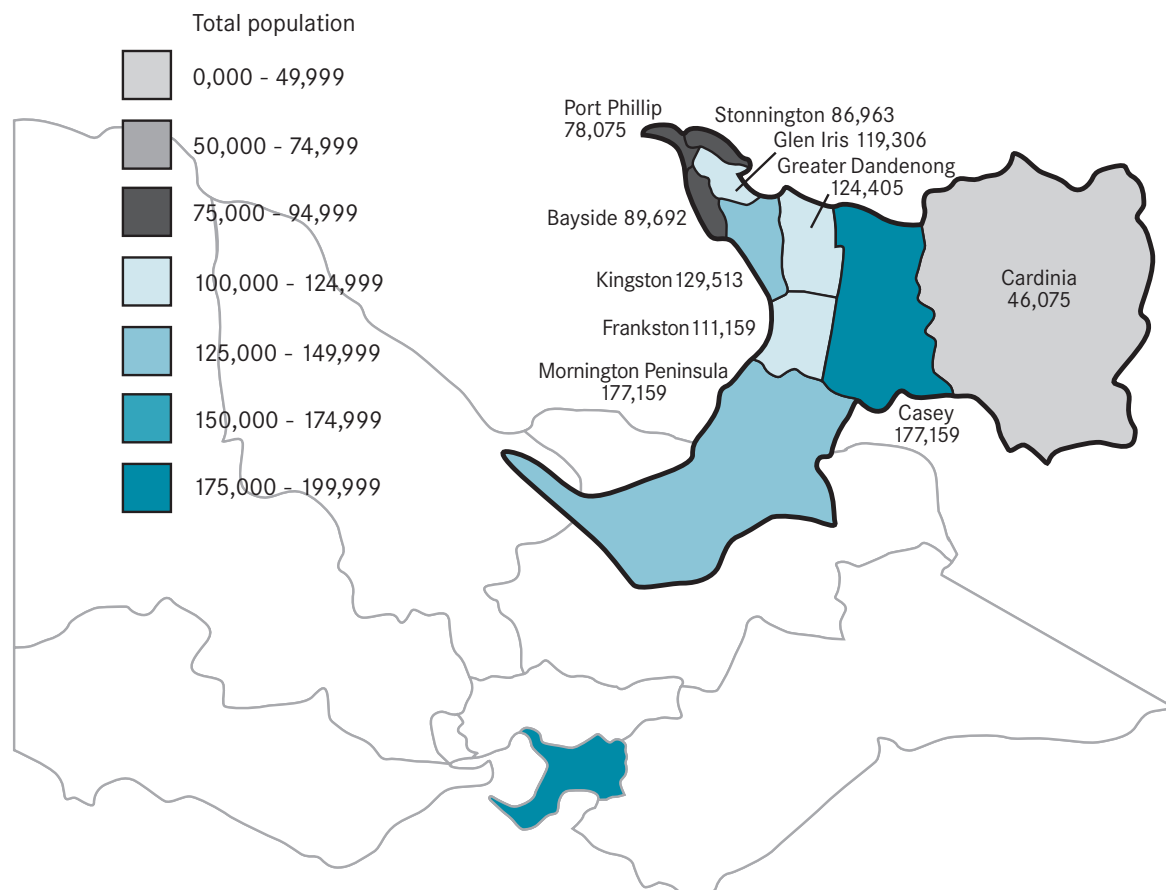 Total population
0,000 - 49,999
50,000 - 74,999
75,000 - 94,999
100,000 - 124,999
125,000 - 149,999
150,000 - 174,999
175,000 - 199,999
Port Phillip
78,075
Stonnington 86,963
Glen Iris 119,306
Greater Dandenong
124,405
Bayside 89,692
Kingston 129,513
Frankston 111,159
Mornington Peninsula
177,159
Cardinia
46,075
Casey
177,159